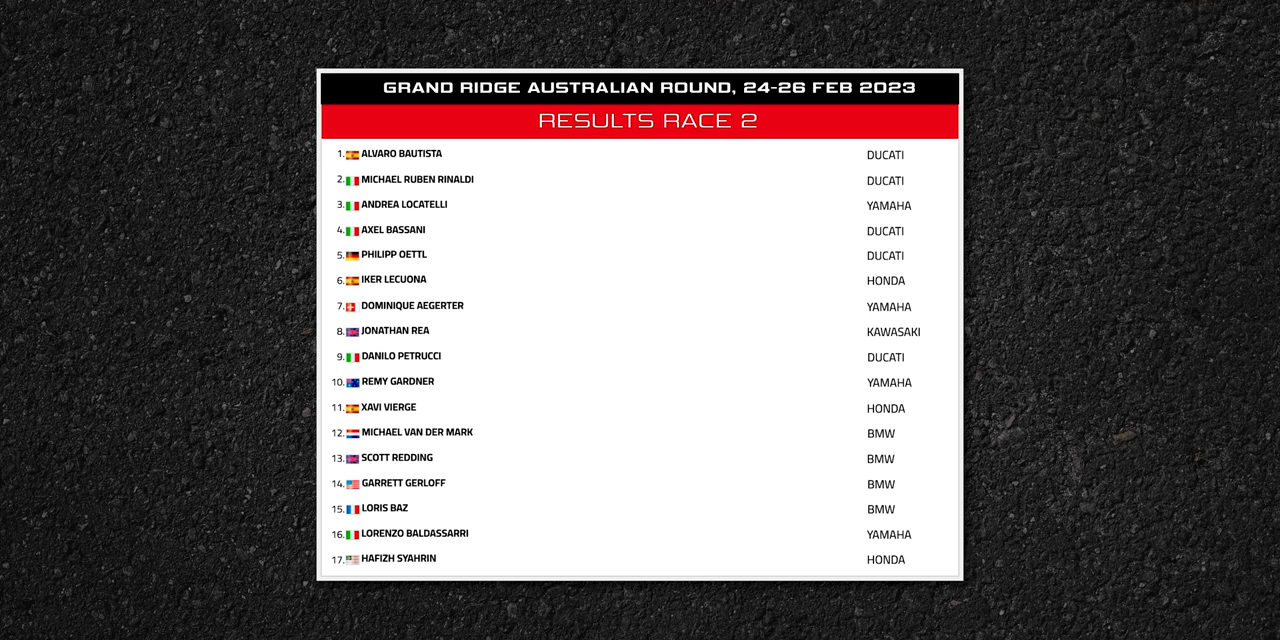 GRAND RIDGE AUSTRALIAN ROUND, 24-26 FEB 2023
RESULTS RACE 2
1. ALVARO BAUTISTA DUCATI
2. MICHAEL RUBEN RINALDI DUCATI
3. ANDREA LOCATELLI YAMAHA
4. AXEL BASSANI DUCATI
5. PHILIPP OETTL DUCATI
6. IKER LECUONA HONDA
7. DOMINIQUE AEGERTER YAMAHA
8. JONATHAN REA KAWASAKI
9. DANILO PETRUCCI DUCATI
10. REMY GARDNER YAMAHA
11. XAVI VIERGE HONDA
12. MICHAEL VAN DER MARK BMW
13. SCOTT REDDING BMW
14. GARRETT GERLOFF BMW
15. LORIS BAZ BMW
16. LORENZO BALDASSARRI YAMAHA
17. HAFIZH SYAHRIN HONDA